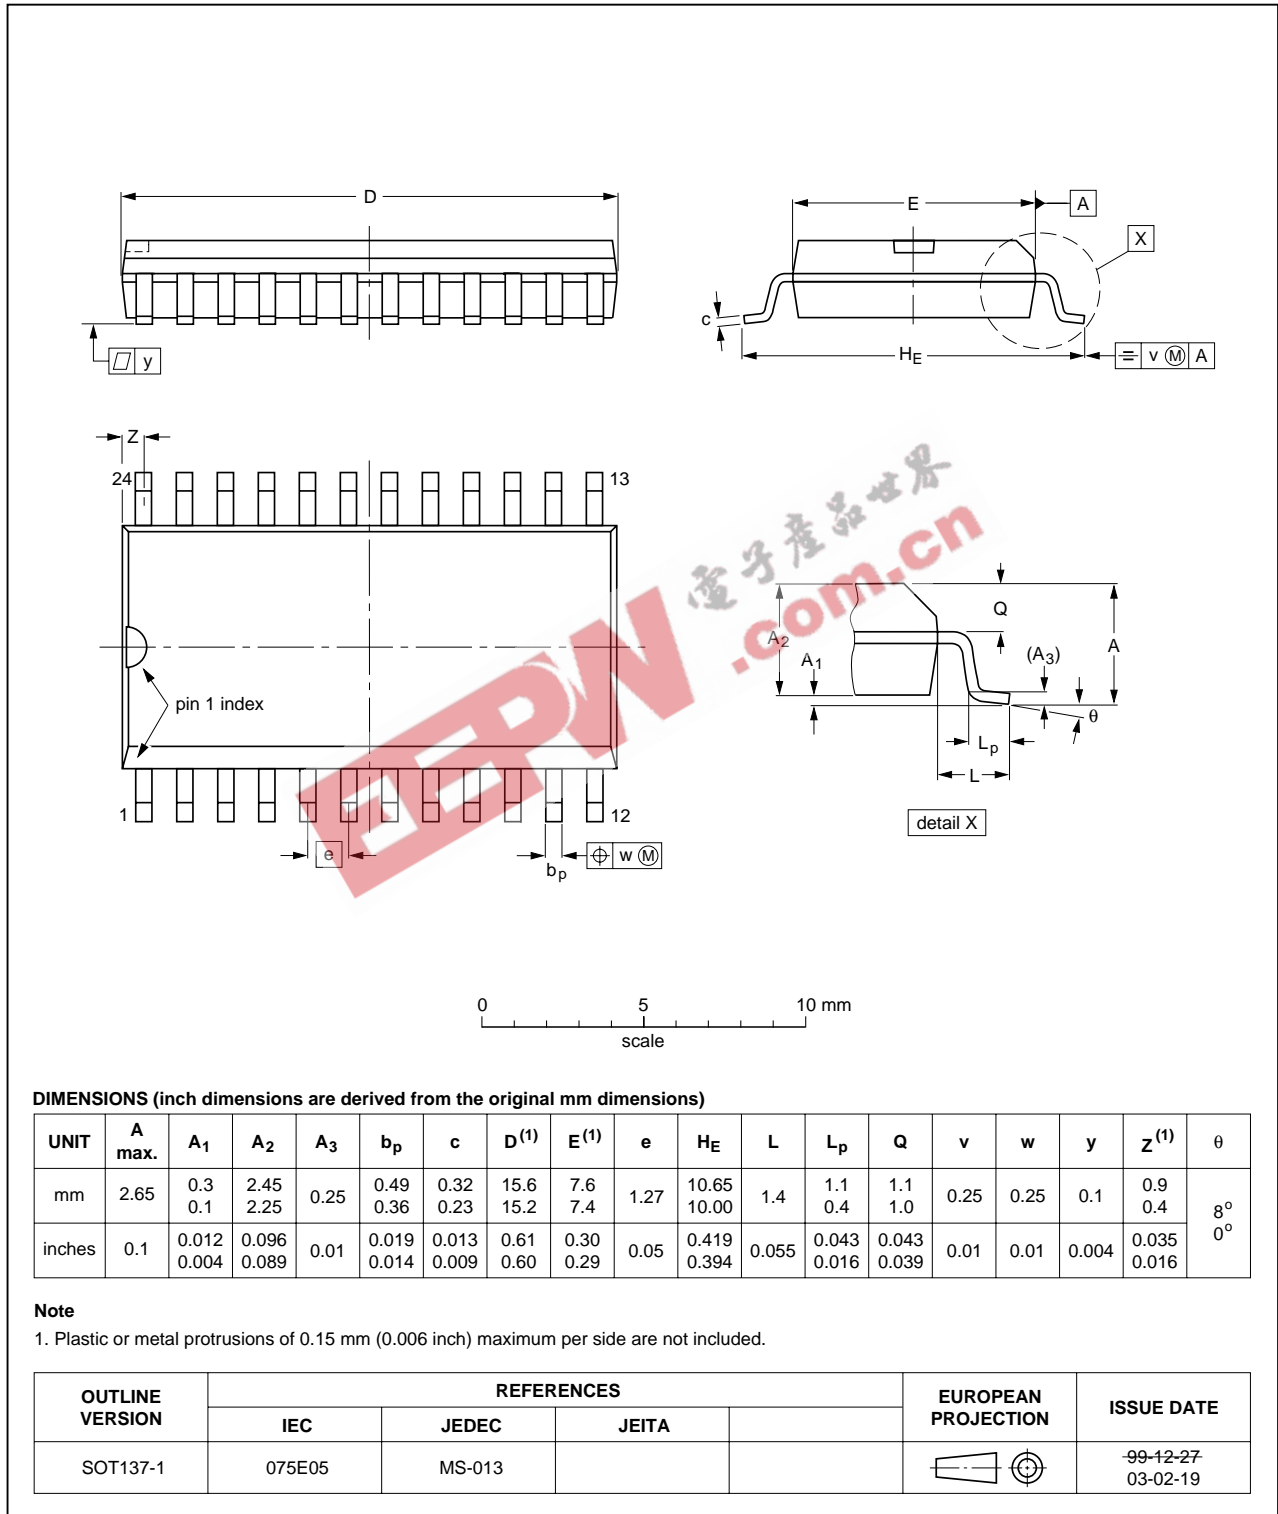 D
E
A
X
c
y
HE
v M A
Z
24
13
電子產品世界
.com.cn
EEPW
pin 1 index
1
12
e
bp
w M
A2
A1
Q
(A3)
A
θ
Lp
L
detail X
0 5 10 mm
scale
DIMENSIONS (inch dimensions are derived from the original mm dimensions)
UNIT A max. A1 A2 A3 bp c D(1) E(1) e HE L Lp Q v w y Z(1) θ
mm 2.65 0.3 0.1 2.45 2.25 0.25 0.49 0.36 0.32 0.23 15.6 15.2 7.6 7.4 1.27 10.65 10.00 1.4 1.1 0.4 1.1 1.0 0.25 0.25 0.1 0.9 0.4 8° 0°
inches 0.1 0.012 0.004 0.096 0.089 0.01 0.019 0.014 0.013 0.009 0.61 0.60 0.30 0.29 0.05 0.419 0.394 0.055 0.043 0.016 0.043 0.039 0.01 0.01 0.004 0.035 0.016
Note
1. Plastic or metal protrusions of 0.15 mm (0.006 inch) maximum per side are not included.
OUTLINE VERSION REFERENCES EUROPEAN PROJECTION ISSUE DATE
IEC JEDEC JEITA
SOT137-1 075E05 MS-013 99-12-27
03-02-19